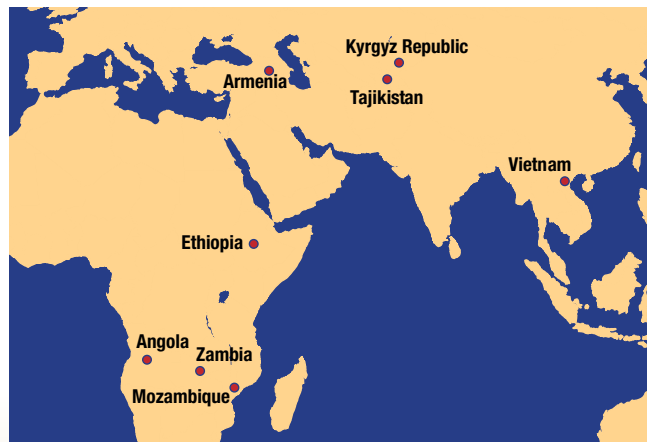 Kyrgyz Republic
Armenia
Tajikistan
Vietnam
Ethiopia
Angola
Zambia
Mozambique